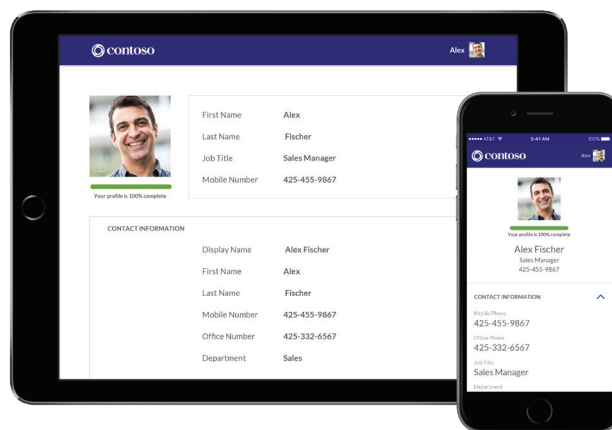 contoso
Alex
First Name Alex
Last Name Fischer
Job Title Sales Manager
Mobile Number 425-455-9867
Your profile is 100% complete
CONTACT INFORMATION
Display Name Alex Fischer
First Name Alex
Last Name Fischer
Mobile Number 425-455-9867
Office Number 425-332-6567
Department Sales
AT&T 9:41 AM 100%
contoso Alex
Your profile is 100% complete
Alex Fischer
Sales Manager
425-455-9867
CONTACT INFORMATION
Mobile Phone
425-455-9867
Office Phone
425-332-6567
Job Title
Sales Manager
Department